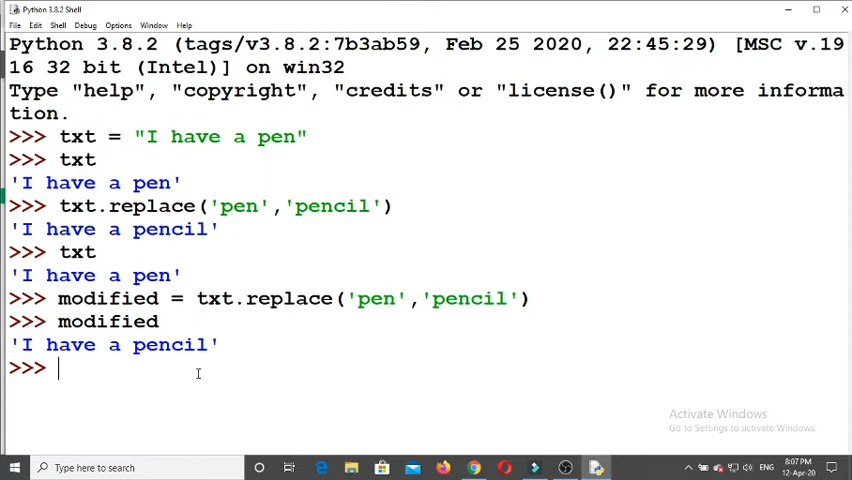 Python 3.8.2 Shell
File Edit Shell Debug Options Window Help
Python 3.8.2 (tags/v3.8.2:7b3ab59, Feb 25 2020, 22:45:29) [MSC v.19
16 32 bit (Intel)] on win32
Type "help", "copyright", "credits" or "license()" for more informa
tion.
>>> txt = "I have a pen"
>>> txt
'I have a pen'
>>> txt.replace('pen','pencil')
'I have a pencil'
>>> txt
'I have a pen'
>>> modified = txt.replace('pen','pencil')
>>> modified
'I have a pencil'
>>>
Activate Windows
Go to Settings to activate Windows.
Type here to search
ENG
8:07 PM
12-Apr-20